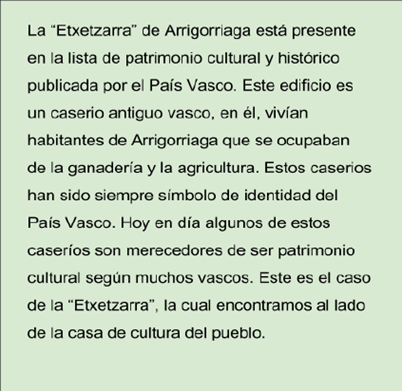 La “Etxetzarra” de Arrigorriaga está presente
en la lista de patrimonio cultural y histórico
publicada por el País Vasco. Este edificio es
un caserio antiguo vasco, en él, vivían
habitantes de Arrigorriaga que se ocupaban
de la ganadería y la agricultura. Estos caserios
han sido siempre símbolo de identidad del
País Vasco. Hoy en día algunos de estos
caseríos son merecedores de ser patrimonio
cultural según muchos vascos. Este es el caso
de la “Etxetzarra”, la cual encontramos al lado
de la casa de cultura del pueblo.